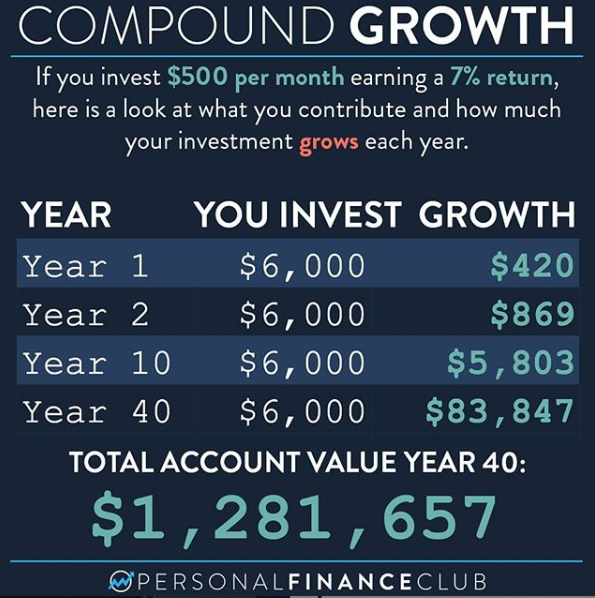 COMPOUND GROWTH
If you invest $500 per month earning a 7% return,
here is a look at what you contribute and how much
your investment grows each year.
YEAR YOU INVEST GROWTH
Year 1 $6,000 $420
Year 2 $6,000 $869
Year 10 $6,000 $5,803
Year 40 $6,000 $83,847
TOTAL ACCOUNT VALUE YEAR 40:
$1,281,657
PERSONALFINANCECLUB